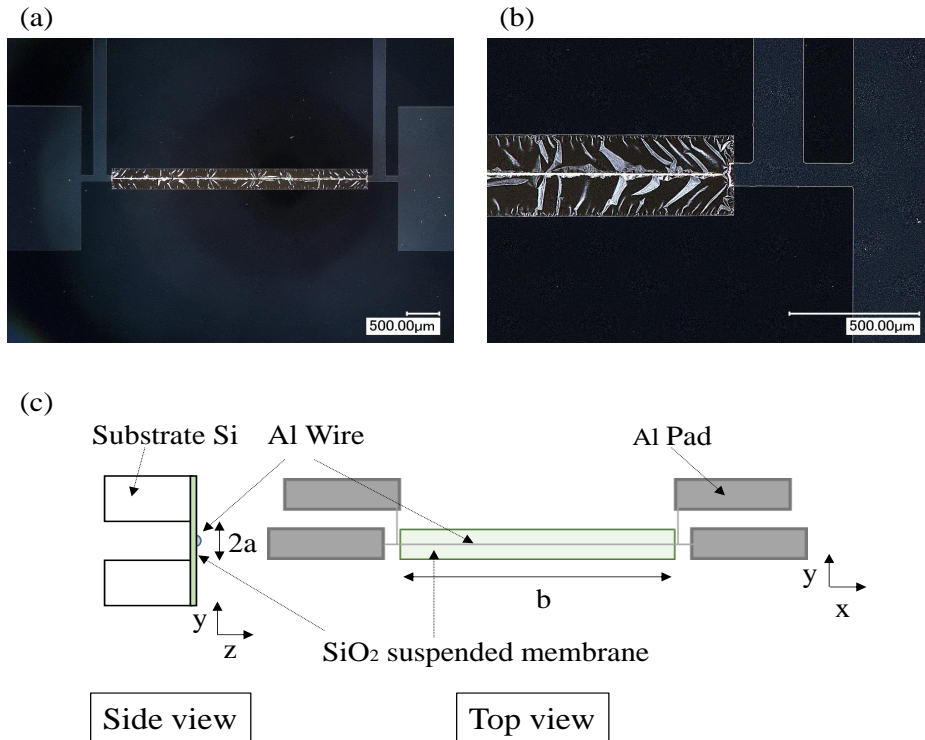 (a)
(b)
500.00μm
500.00μm
(c)
Substrate Si
Al Wire
Al Pad
2a
b
y
z
y
x
SiO₂ suspended membrane
Side view
Top view